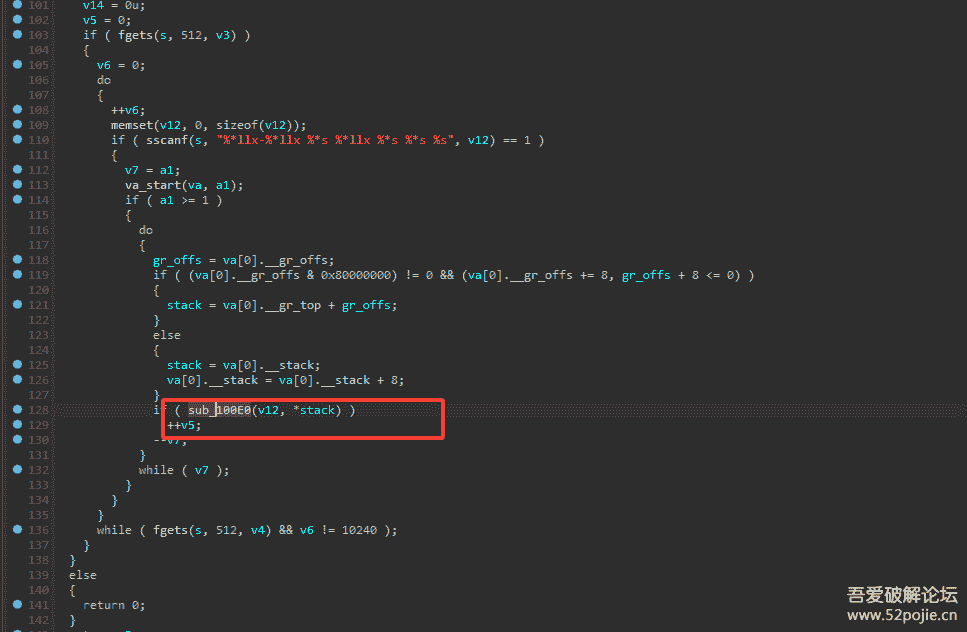 101 v14 = 0u;
102 v5 = 0;
103 if ( fgets(s, 512, v3) )
104 {
105 v6 = 0;
106 do
107 {
108 ++v6;
109 memset(v12, 0, sizeof(v12));
110 if ( sscanf(s, "%*llx-%*llx %*s %*llx %*s %*s %s", v12) == 1 )
111 {
112 v7 = a1;
113 va_start(va, a1);
114 if ( a1 >= 1 )
115 {
116 do
117 {
118 gr_offs = va[0].__gr_offs;
119 if ( (va[0].__gr_offs & 0x80000000) != 0 && (va[0].__gr_offs += 8, gr_offs + 8 <= 0) )
120 {
121 stack = va[0].__gr_top + gr_offs;
122 }
123 else
124 {
125 stack = va[0].__stack;
126 va[0].__stack = va[0].__stack + 8;
127 }
128 if ( sub_100E0(v12, *stack) )
129 ++v5;
130 --v7;
131 }
132 while ( v7 );
133 }
134 }
135 }
136 while ( fgets(s, 512, v4) && v6 != 10240 );
137 }
138 }
139 else
140 {
141 return 0;
142 }
吾爱破解论坛
www.52pojie.cn